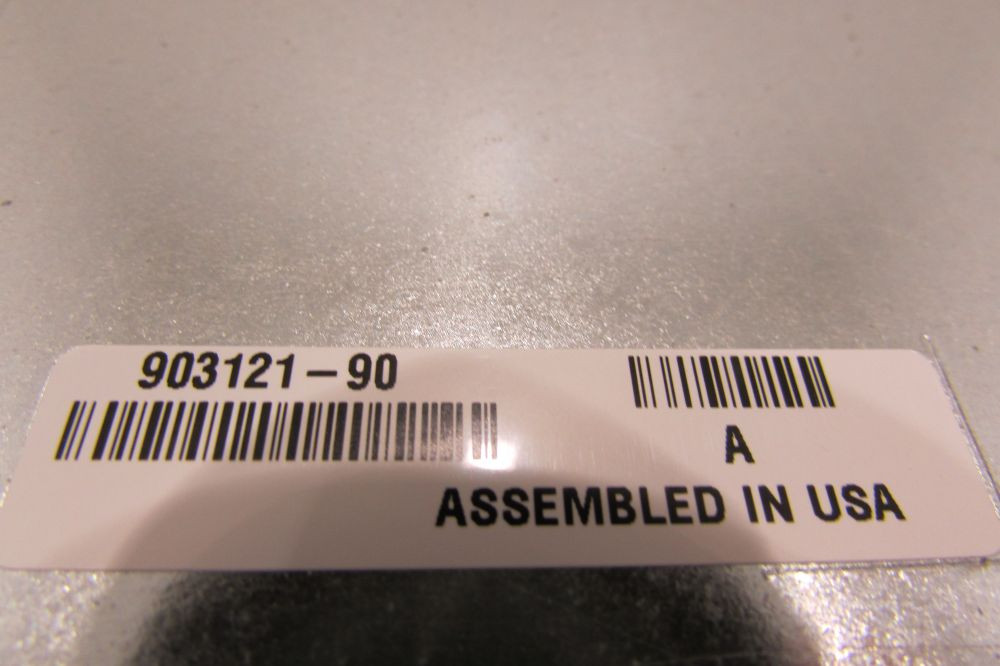 903121-90
A
ASSEMBLED IN USA